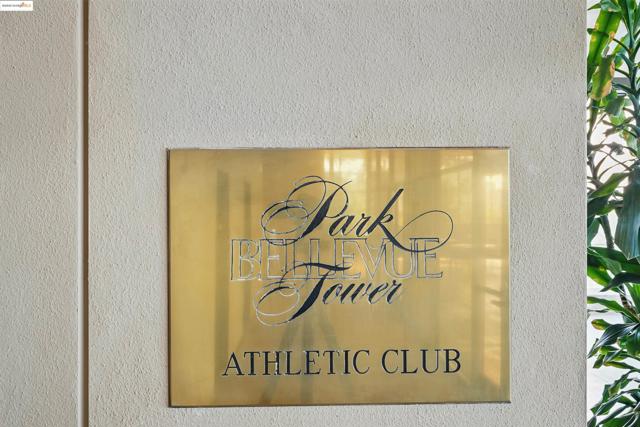 Park
BELLEVUE
Tower
ATHLETIC CLUB